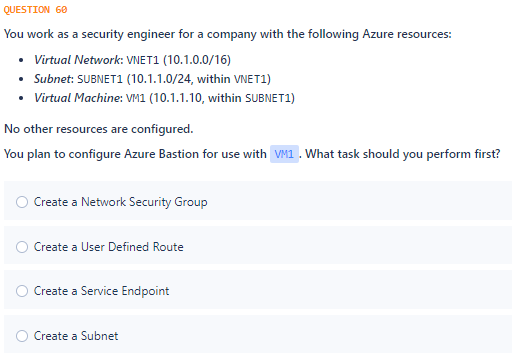 QUESTION 60
You work as a security engineer for a company with the following Azure resources:
• Virtual Network: VNET1 (10.1.0.0/16)
• Subnet: SUBNET1 (10.1.1.0/24, within VNET1)
• Virtual Machine: VM1 (10.1.1.10, within SUBNET1)
No other resources are configured.
You plan to configure Azure Bastion for use with VM1 . What task should you perform first?
Create a Network Security Group
Create a User Defined Route
Create a Service Endpoint
Create a Subnet